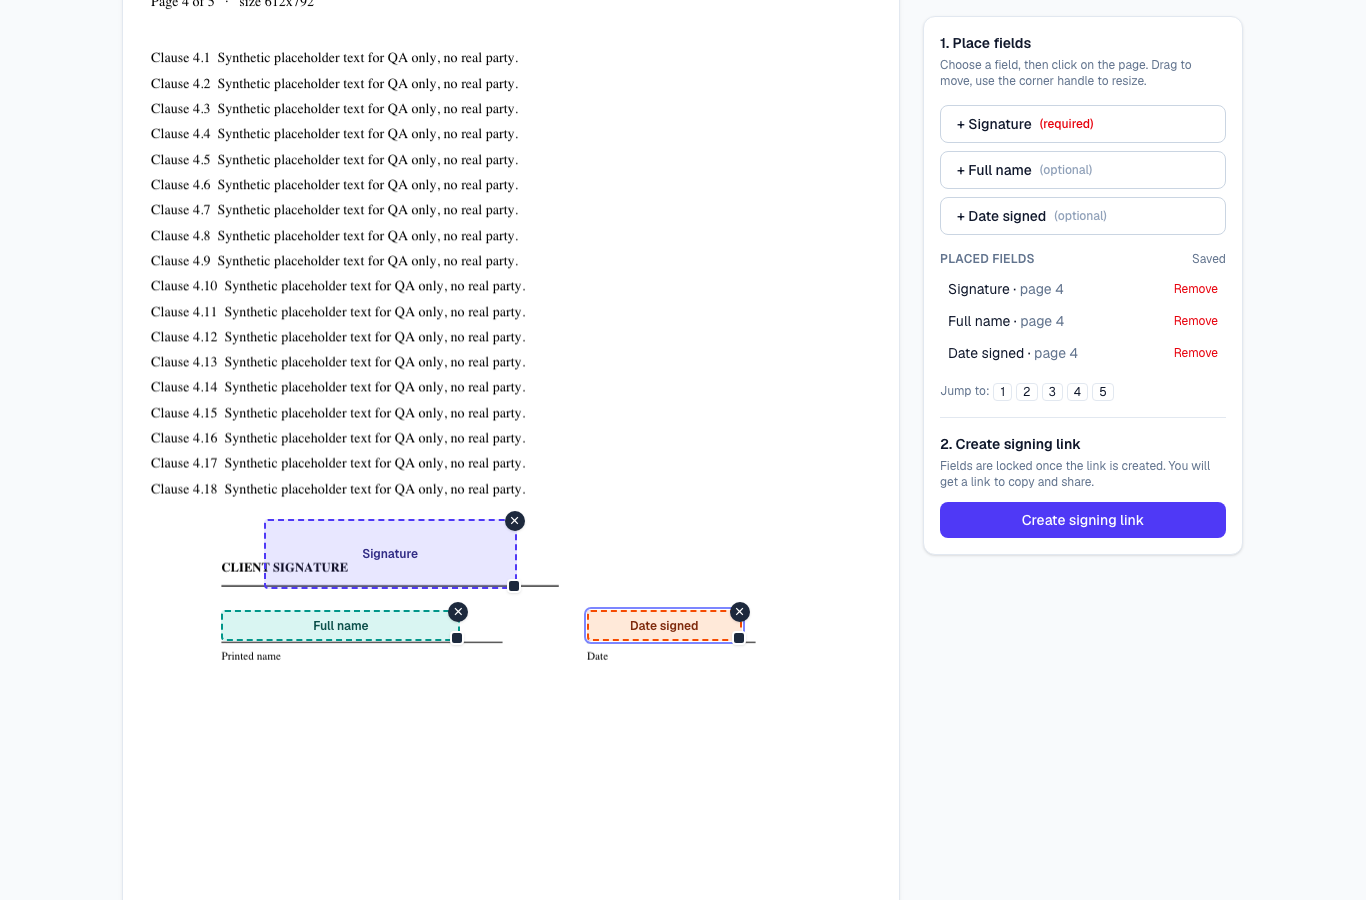 Page 4 of 5 · size 612x792
Clause 4.1 Synthetic placeholder text for QA only, no real party.
Clause 4.2 Synthetic placeholder text for QA only, no real party.
Clause 4.3 Synthetic placeholder text for QA only, no real party.
Clause 4.4 Synthetic placeholder text for QA only, no real party.
Clause 4.5 Synthetic placeholder text for QA only, no real party.
Clause 4.6 Synthetic placeholder text for QA only, no real party.
Clause 4.7 Synthetic placeholder text for QA only, no real party.
Clause 4.8 Synthetic placeholder text for QA only, no real party.
Clause 4.9 Synthetic placeholder text for QA only, no real party.
Clause 4.10 Synthetic placeholder text for QA only, no real party.
Clause 4.11 Synthetic placeholder text for QA only, no real party.
Clause 4.12 Synthetic placeholder text for QA only, no real party.
Clause 4.13 Synthetic placeholder text for QA only, no real party.
Clause 4.14 Synthetic placeholder text for QA only, no real party.
Clause 4.15 Synthetic placeholder text for QA only, no real party.
Clause 4.16 Synthetic placeholder text for QA only, no real party.
Clause 4.17 Synthetic placeholder text for QA only, no real party.
Clause 4.18 Synthetic placeholder text for QA only, no real party.
Signature
CLIENT SIGNATURE
Full name
Date signed
Printed name
Date
1. Place fields
Choose a field, then click on the page. Drag to
move, use the corner handle to resize.
+ Signature (required)
+ Full name (optional)
+ Date signed (optional)
PLACED FIELDS Saved
Signature · page 4 Remove
Full name · page 4 Remove
Date signed · page 4 Remove
Jump to: 1 2 3 4 5
2. Create signing link
Fields are locked once the link is created. You will
get a link to copy and share.
Create signing link